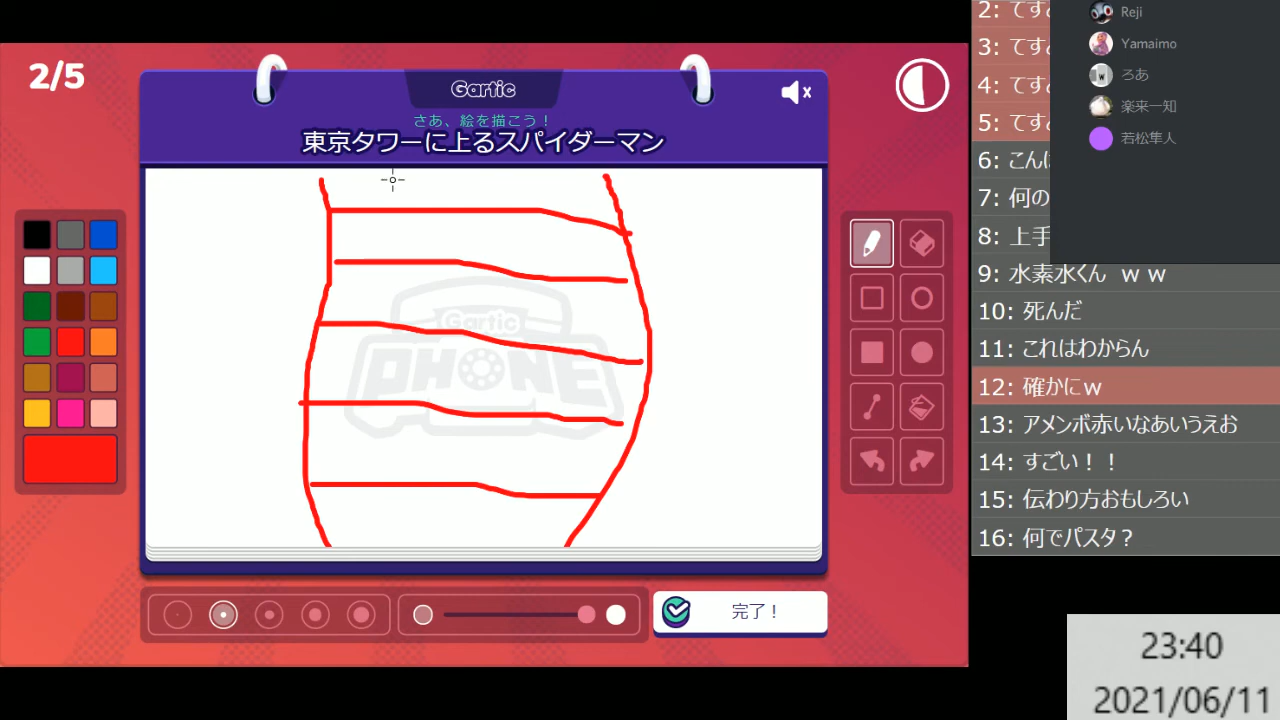 2/5
Gartic
さあ、絵を描こう！
東京タワーに上るスパイダーマン
Gartic
PHONE
完了！
2: てす
3: てす
4: てす
5: てす
6: こん
7: 何の
8: 上手
9: 水素水くん ｗｗ
10: 死んだ
11: これはわからん
12: 確かにｗ
13: アメンボ赤いなあいうえお
14: すごい！！
15: 伝わり方おもしろい
16: 何でパスタ？
Reji
Yamaimo
ろあ
楽来一知
若松隼人
23:40
2021/06/11